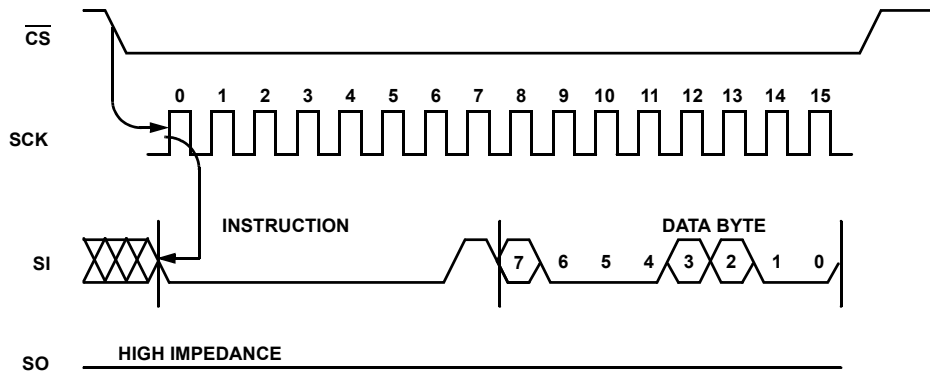 CS
0 1 2 3 4 5 6 7 8 9 10 11 12 13 14 15
SCK
INSTRUCTION DATA BYTE
SI 7 6 5 4 3 2 1 0
HIGH IMPEDANCE
SO